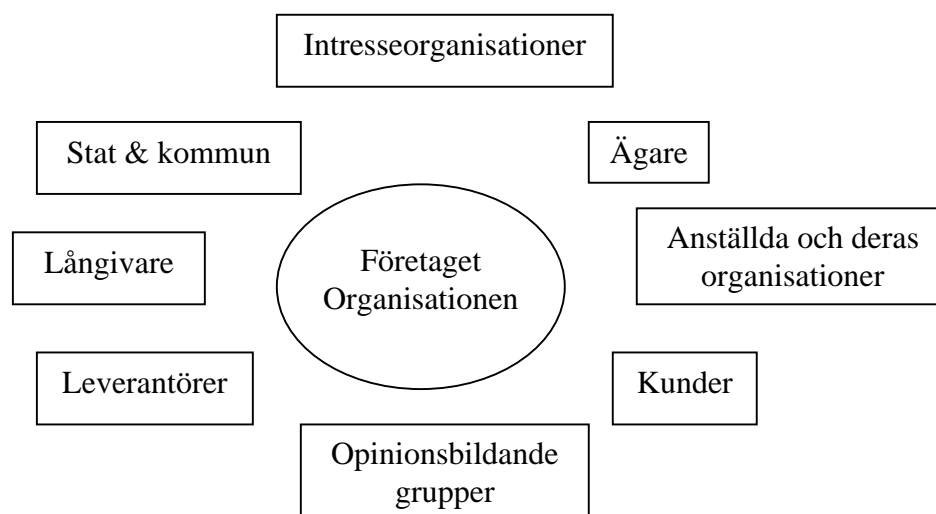 Intresseorganisationer
Stat & kommun
Ägare
Långivare
Företaget
Organisationen
Anställda och deras
organisationer
Leverantörer
Kunder
Opinionsbildande
grupper